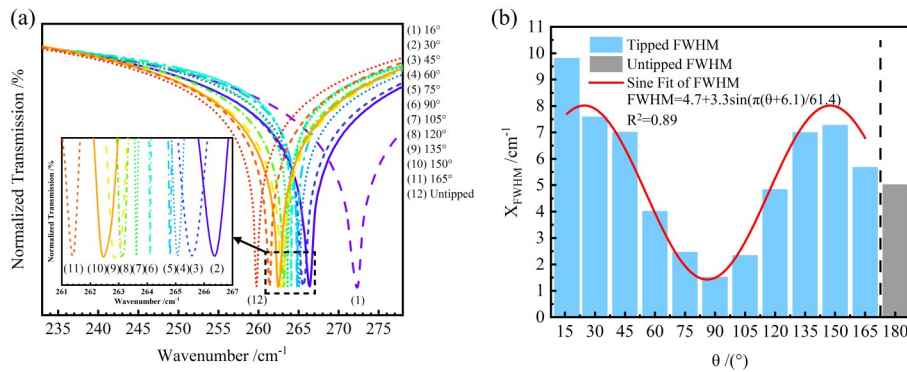 (a)
Normalized Transmission /%
(1) 16°
(2) 30°
(3) 45°
(4) 60°
(5) 75°
(6) 90°
(7) 105°
(8) 120°
(9) 135°
(10) 150°
(11) 165°
(12) Untipped
Normalized Transmission /%
(11) (10) (9) (8) (7) (6) (5) (4) (3) (2)
261 262 263 264 265 266 267
Wavenumber /cm-1
(12) (1)
235 240 245 250 255 260 265 270 275
Wavenumber /cm-1
(b)
XFWHM /cm-1
11
10
9
8
7
6
5
4
3
2
1
0
Tipped FWHM
Untipped FWHM
Sine Fit of FWHM
FWHM=4.7+3.3sin(π(θ+6.1)/61.4)
R2=0.89
15 30 45 60 75 90 105 120 135 150 165 180
θ /(°)